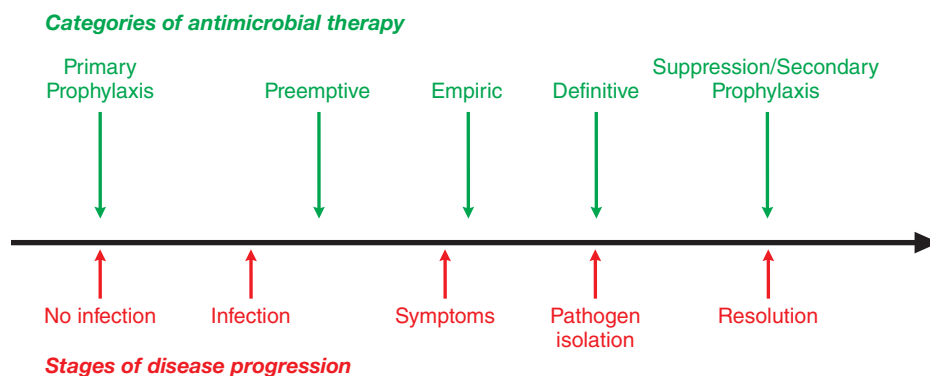 Categories of antimicrobial therapy
Primary
Prophylaxis
Preemptive
Empiric
Definitive
Suppression/Secondary
Prophylaxis
No infection
Infection
Symptoms
Pathogen
isolation
Resolution
Stages of disease progression